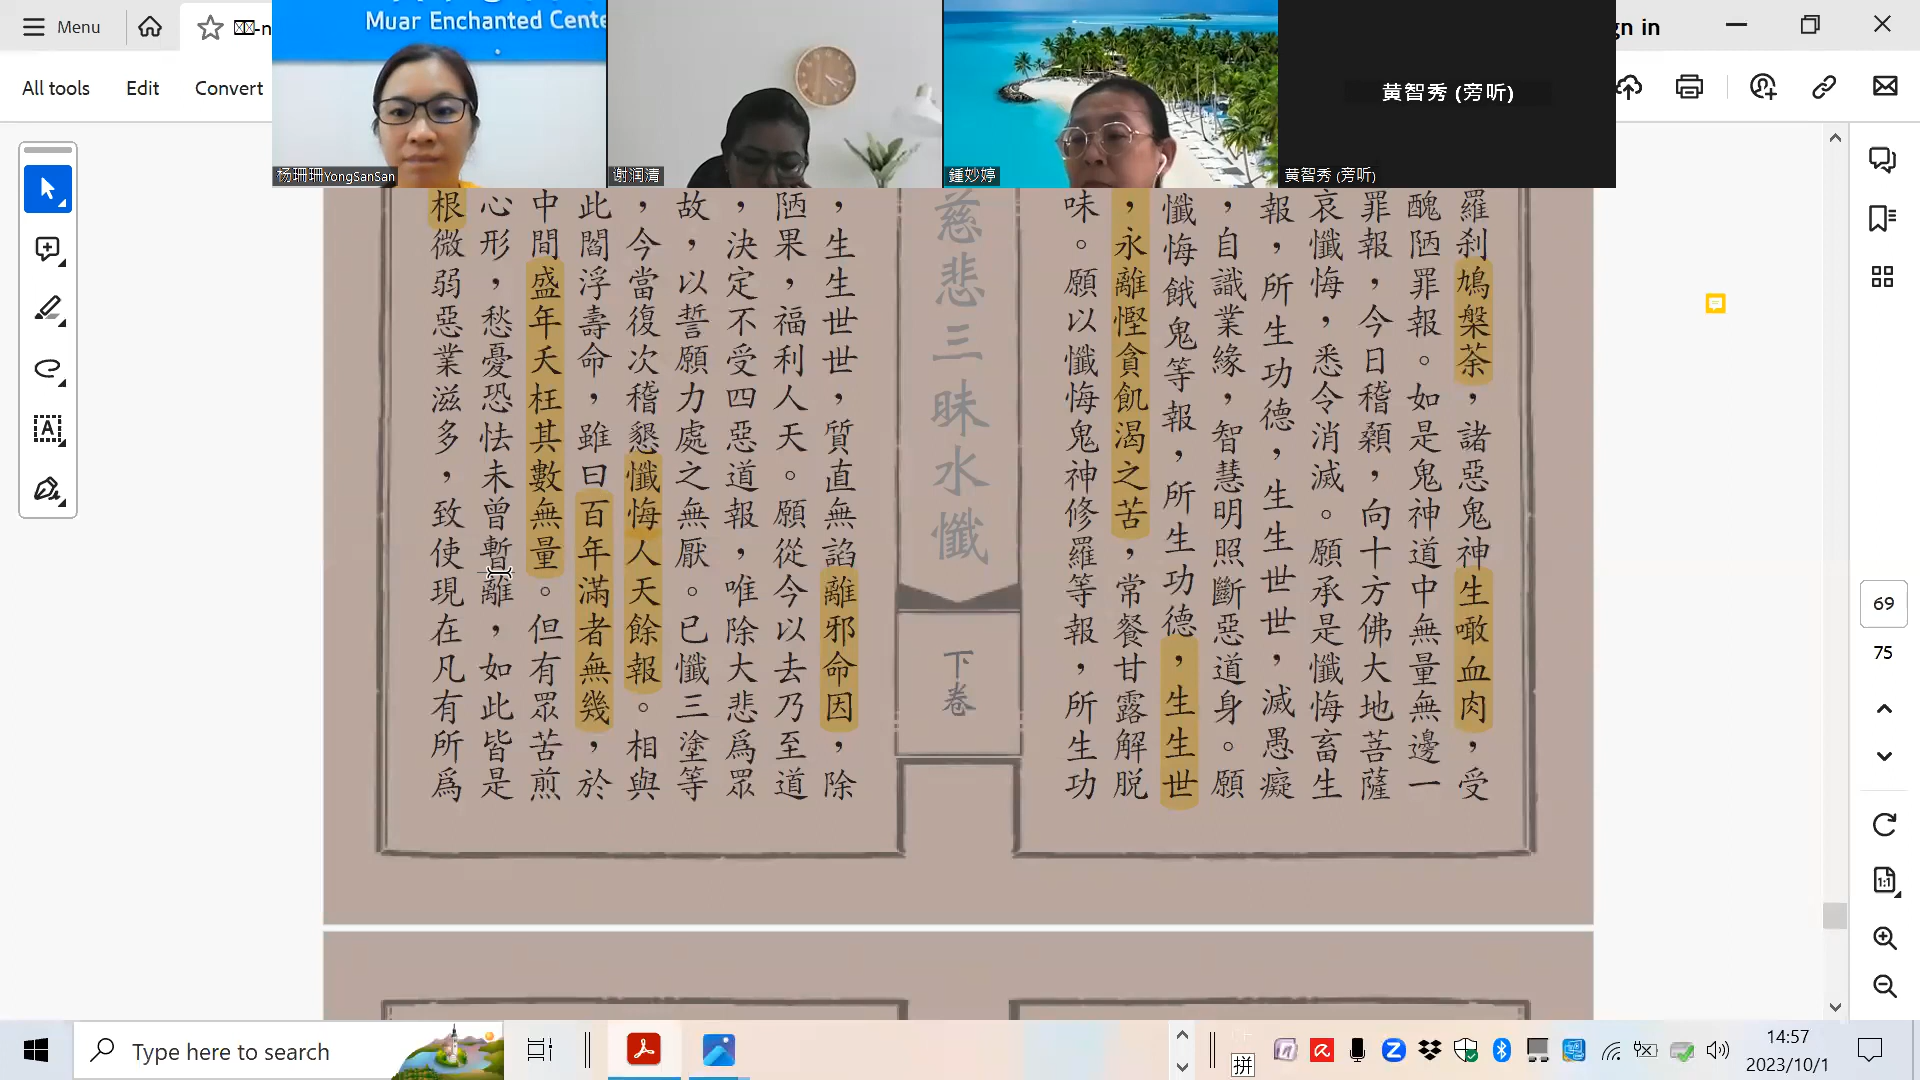 Menu
All tools
Edit
Convert
Muar Enchanted Cente
杨珊珊YongSanSan
谢润清
鍾妙婷
黄智秀 (旁听)
黄智秀 (旁听)
gn in
羅刹鳩槃荼，諸惡鬼神生噉血肉，受
醜陋罪報。如是鬼神道中無量無邊一
罪報，今日稽顙，向十方佛大地菩薩
哀懺悔，悉令消滅。願承是懺悔畜生
報，所生功德，生生世世，滅愚癡
，自識業緣，智慧明照斷惡道身。願
懺悔餓鬼等報，所生功德，生生世
，永離慳貪飢渴之苦，常餐甘露解脱
味。願以懺悔鬼神修羅等報，所生功
慈悲三昧水懺
下卷
，生生世世，質直無諂離邪命因，除
陋果，福利人天。願從今以去乃至道
，決定不受四惡道報，唯除大悲爲眾
故，以誓願力處之無厭。已懺三塗等
，今當復次稽懇懺悔人天餘報。相與
此閻浮壽命，雖曰百年滿者無幾，於
中間盛年夭枉其數無量。但有眾苦煎
心形，愁憂恐怯未曾暫離，如此皆是
根微弱惡業滋多，致使現在凡有所爲
69
75
Type here to search
拼
14:57
2023/10/1